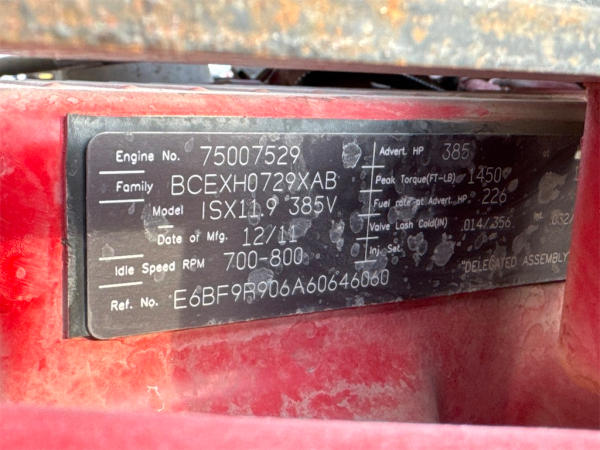 Engine No. 75007529
Family BCEXH0729XAB
Model ISX11.9 385V
Date of Mfg. 12/11
Idle Speed RPM 700-800
Ref. No. E6BF9R906A60646060
Advert. HP 385
Peak Torque(FT-LB) 1450
Fuel rate at Advert. HP. 226
Valve Lash Cold(IN) .014/.356 .032/
Inj. Set.
"DELEGATED ASSEMBLY